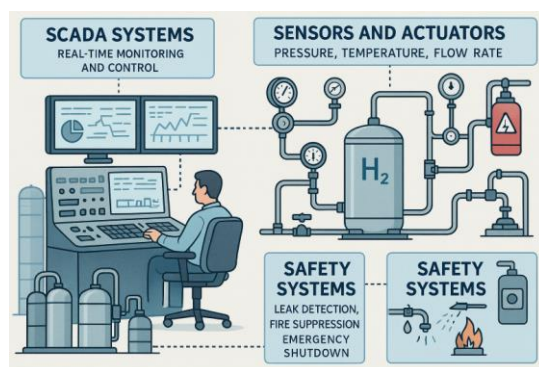 SCADA SYSTEMS
REAL-TIME MONITORING
AND CONTROL
SENSORS AND ACTUATORS
PRESSURE, TEMPERATURE, FLOW RATE
H₂
SAFETY
SYSTEMS
LEAK DETECTION,
FIRE SUPPRESSION
EMERGENCY
SHUTDOWN
SAFETY
SYSTEMS